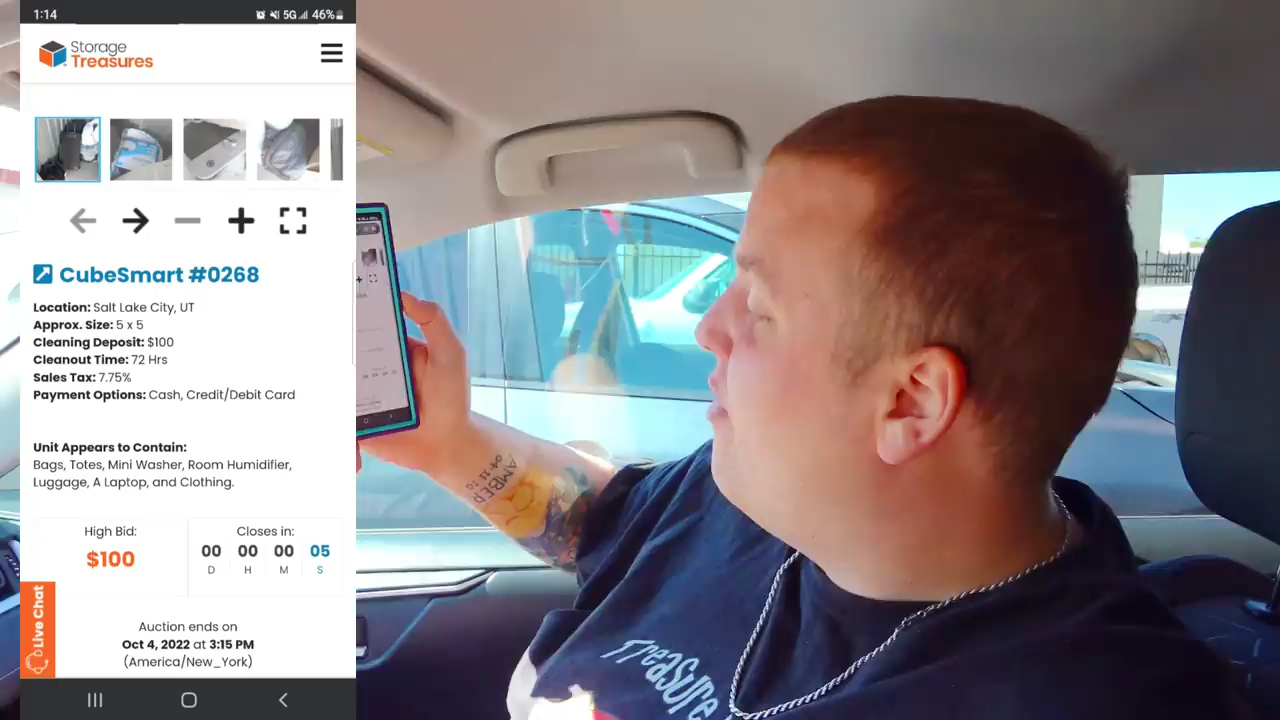 1:14
5G 46%
Storage
Treasures
CubeSmart #0268
Location: Salt Lake City, UT
Approx. Size: 5 x 5
Cleaning Deposit: $100
Cleanout Time: 72 Hrs
Sales Tax: 7.75%
Payment Options: Cash, Credit/Debit Card
Unit Appears to Contain:
Bags, Totes, Mini Washer, Room Humidifier,
Luggage, A Laptop, and Clothing.
High Bid:
$100
Closes in:
00 00 00 05
D H M S
Live Chat
Auction ends on
Oct 4, 2022 at 3:15 PM
(America/New_York)
AMBER
04·11·10
Treasure